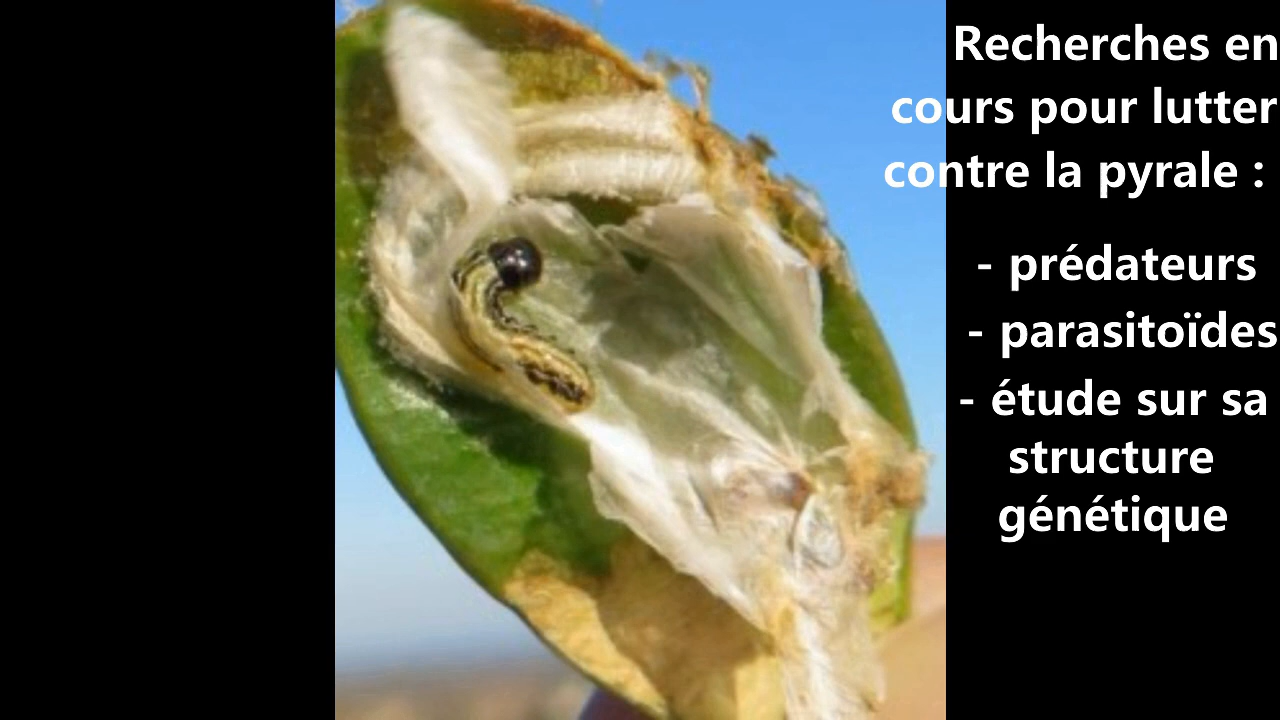 Recherches en
cours pour lutter
contre la pyrale :
- prédateurs
- parasitoïdes
- étude sur sa
structure
génétique